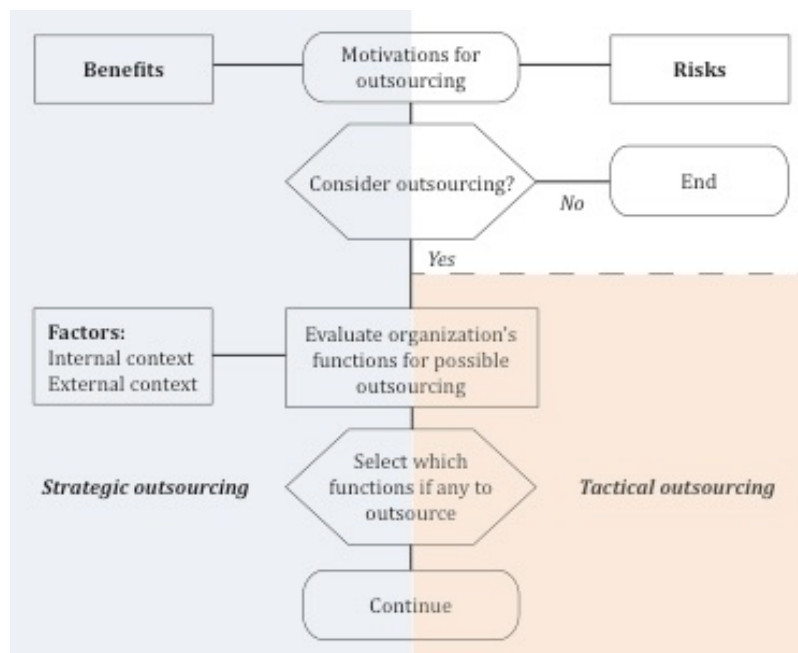 Benefits
Motivations for
outsourcing
Risks
Consider outsourcing?
No
End
Yes
Factors:
Internal context
External context
Evaluate organization's
functions for possible
outsourcing
Strategic outsourcing
Select which
functions if any to
outsource
Tactical outsourcing
Continue